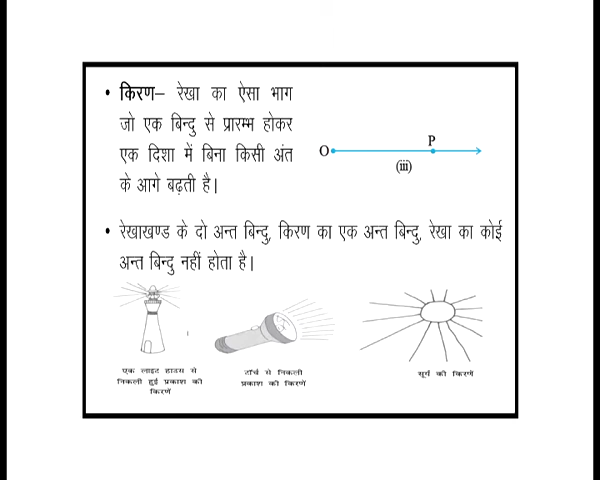 • किरण– रेखा का ऐसा भाग
जो एक बिन्दु से प्रारम्भ होकर
एक दिशा में बिना किसी अंत
के आगे बढ़ती है।
O P
(iii)
• रेखाखण्ड के दो अन्त बिन्दु, किरण का एक अन्त बिन्दु, रेखा का कोई
अन्त बिन्दु नहीं होता है।
एक लाइट हाउस से
निकली हुई प्रकाश की
किरणें
टॉर्च से निकली
प्रकाश की किरणें
सूर्य की किरणें